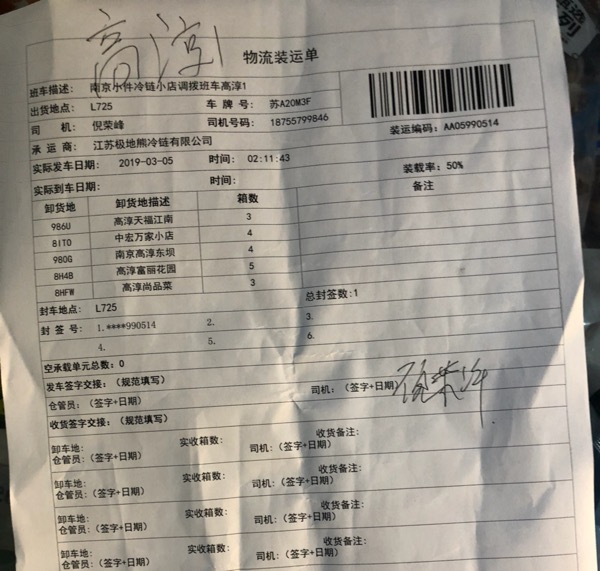 高淳
物流装运单
班车描述: 南京小件冷链小店调拨班车高淳1
出货地点: L725 车 牌 号: 苏A20M3F
司 机: 倪荣峰 司机号码: 18755799846
装运编码: AA05990514
承 运 商: 江苏极地熊冷链有限公司
实际发车日期: 2019-03-05 时间: 02:11:43 装载率: 50%
实际到车日期: 时间: 备注
卸货地 卸货地描述 箱数
986U 高淳天福江南 3
8IT0 中宏万家小店 4
980G 南京高淳东坝 4
8H4B 高淳富丽花园 5
8HFW 高淳尚品菜 3
封车地点: L725 总封签数:1
封 签 号: 1.****990514 2. 3.
4. 5. 6.
空承载单元总数: 0
发车签字交接: (规范填写)
仓管员: (签字+日期) 司机: (签字+日期)
收货签字交接: (规范填写)
卸车地: 实收箱数: 收货备注:
仓管员: (签字+日期) 司机: (签字+日期)
卸车地: 实收箱数: 收货备注:
仓管员: (签字+日期) 司机: (签字+日期)
卸车地: 实收箱数: 收货备注:
仓管员: (签字+日期) 司机: (签字+日期)
卸车地: 实收箱数: 收货备注:
仓管员: (签字+日期) 司机: (签字+日期)